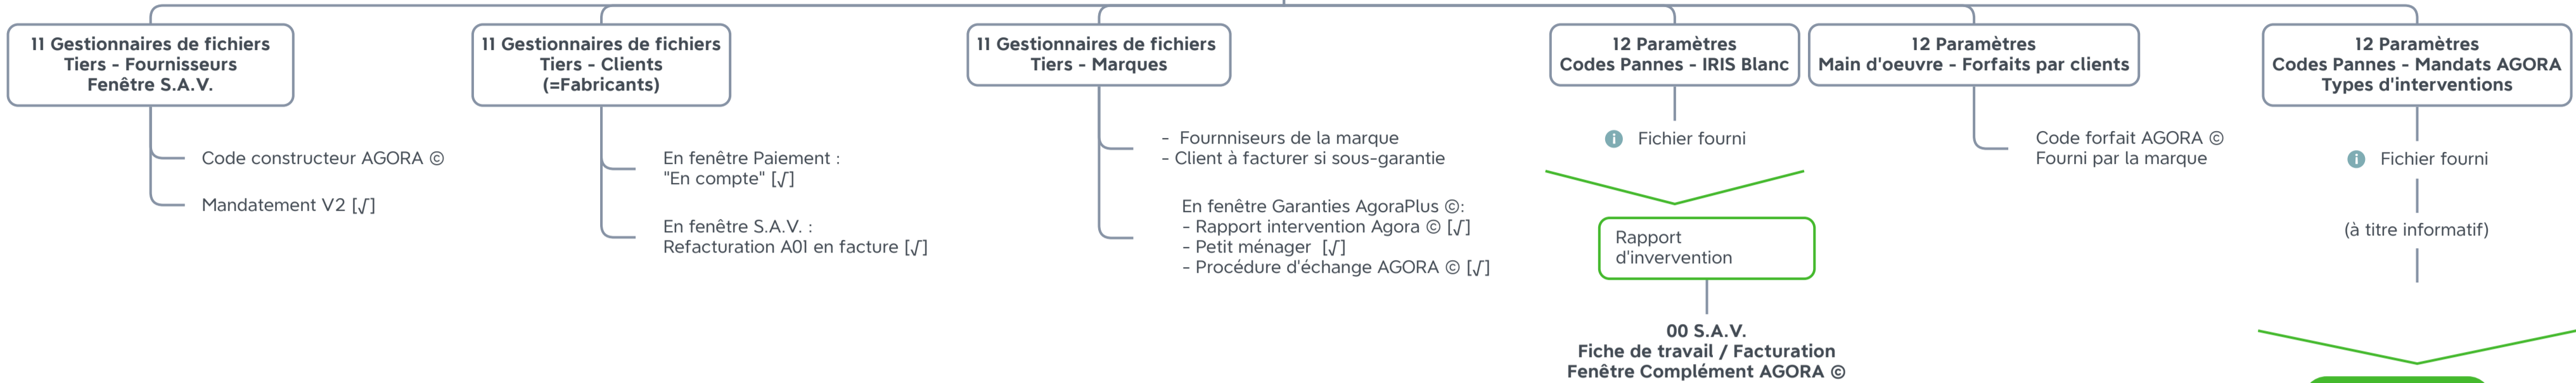 11 Gestionnaires de fichiers
Tiers - Fournisseurs
Fenêtre S.A.V.
Code constructeur AGORA ©
Mandatement V2 [√]
11 Gestionnaires de fichiers
Tiers - Clients
(=Fabricants)
En fenêtre Paiement :
"En compte" [√]
En fenêtre S.A.V. :
Refacturation A01 en facture [√]
11 Gestionnaires de fichiers
Tiers - Marques
- Fournniseurs de la marque
- Client à facturer si sous-garantie
En fenêtre Garanties AgoraPlus ©:
- Rapport intervention Agora © [√]
- Petit ménager [√]
- Procédure d'échange AGORA © [√]
12 Paramètres
Codes Pannes - IRIS Blanc
i Fichier fourni
Rapport
d'invervention
00 S.A.V.
Fiche de travail / Facturation
Fenêtre Complément AGORA ©
12 Paramètres
Main d'oeuvre - Forfaits par clients
Code forfait AGORA ©
Fourni par la marque
12 Paramètres
Codes Pannes - Mandats AGORA
Types d'interventions
i Fichier fourni
(à titre informatif)